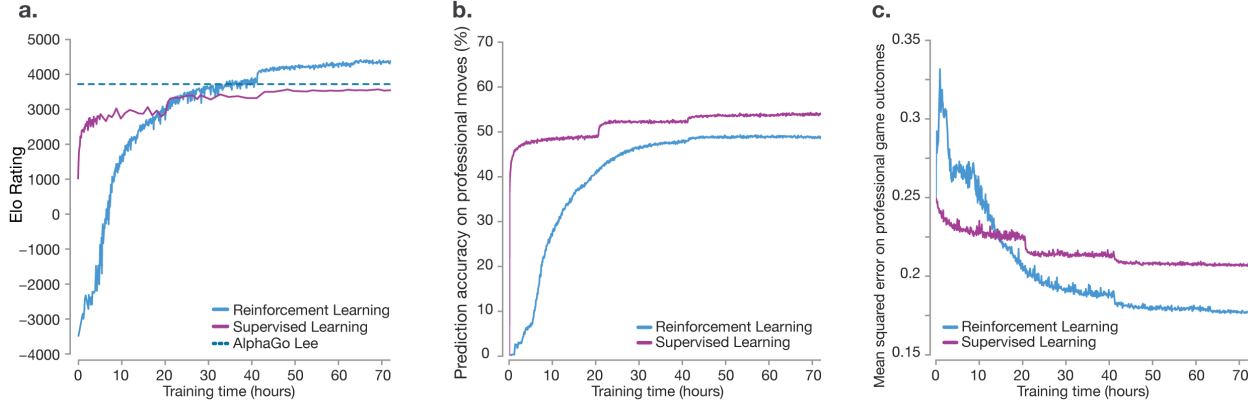 a.
Elo Rating
5000
4000
3000
2000
1000
0
−1000
−2000
−3000
−4000
0 10 20 30 40 50 60 70
Training time (hours)
Reinforcement Learning
Supervised Learning
AlphaGo Lee
b.
Prediction accuracy on professional moves (%)
70
60
50
40
30
20
10
0
0 10 20 30 40 50 60 70
Training time (hours)
Reinforcement Learning
Supervised Learning
c.
Mean squared error on professional game outcomes
0.35
0.3
0.25
0.2
0.15
0 10 20 30 40 50 60 70
Training time (hours)
Reinforcement Learning
Supervised Learning